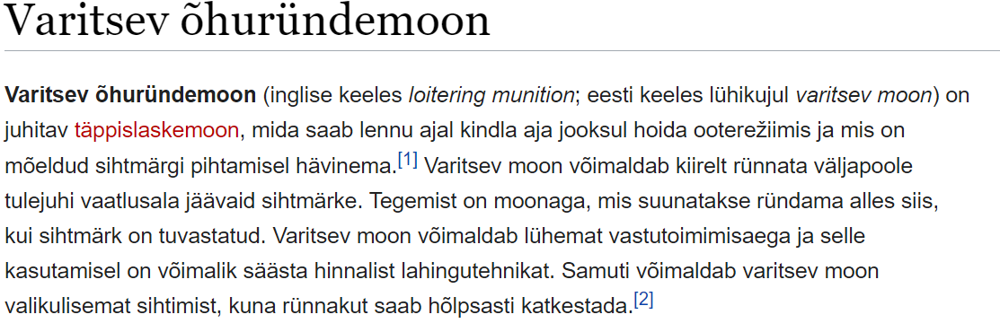 Varitsev õhuründemoon
Varitsev õhuründemoon (inglise keeles loitering munition; eesti keeles lühikujul varitsev moon) on
juhitav täppislaskemoon, mida saab lennu ajal kindla aja jooksul hoida ooterežiimis ja mis on
mõeldud sihtmärgi pihtamisel hävinema.[1] Varitsev moon võimaldab kiirelt rünnata väljapoole
tulejuhi vaatlusala jäävaid sihtmärke. Tegemist on moonaga, mis suunatakse ründama alles siis,
kui sihtmärk on tuvastatud. Varitsev moon võimaldab lühemat vastutoimimisaega ja selle
kasutamisel on võimalik säästa hinnalist lahingutehnikat. Samuti võimaldab varitsev moon
valikulisemat sihtimist, kuna rünnakut saab hõlpsasti katkestada.[2]